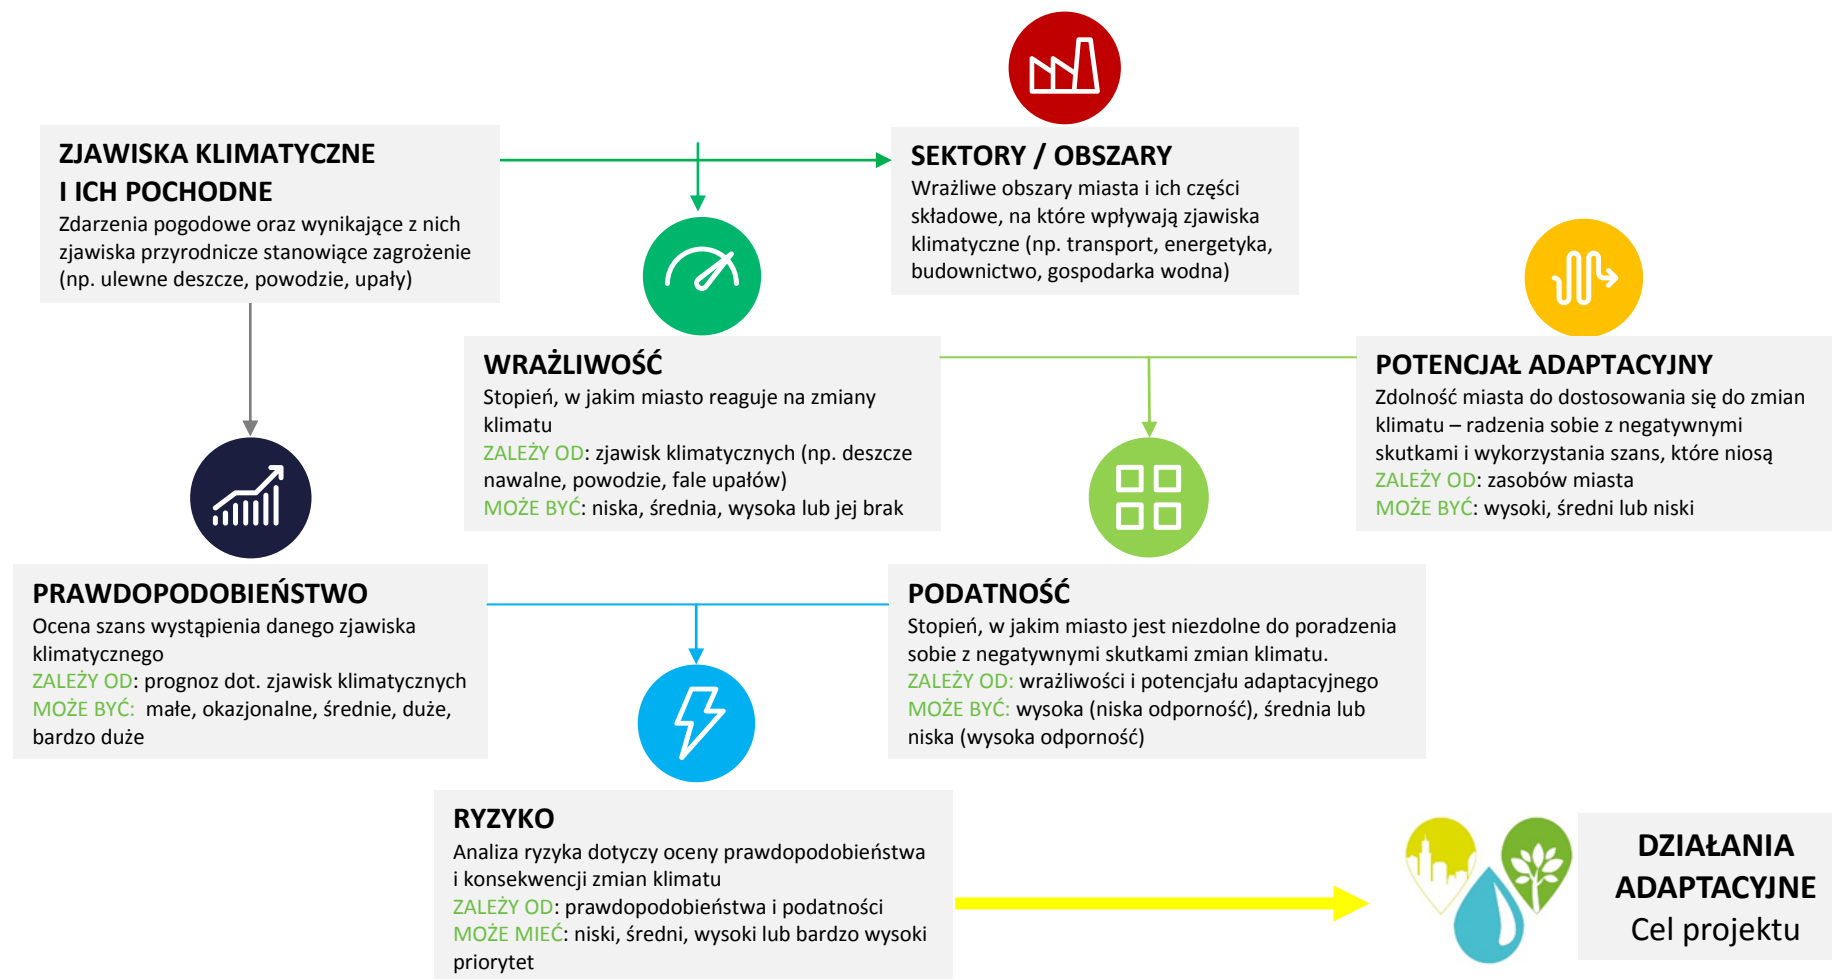 ZJAWISKA KLIMATYCZNE
I ICH POCHODNE
Zdarzenia pogodowe oraz wynikające z nich
zjawiska przyrodnicze stanowiące zagrożenie
(np. ulewne deszcze, powodzie, upały)
SEKTORY / OBSZARY
Wrażliwe obszary miasta i ich części
składowe, na które wpływają zjawiska
klimatyczne (np. transport, energetyka,
budownictwo, gospodarka wodna)
WRAŻLIWOŚĆ
Stopień, w jakim miasto reaguje na zmiany
klimatu
ZALEŻY OD: zjawisk klimatycznych (np. deszcze
nawalne, powodzie, fale upałów)
MOŻE BYĆ: niska, średnia, wysoka lub jej brak
POTENCJAŁ ADAPTACYJNY
Zdolność miasta do dostosowania się do zmian
klimatu – radzenia sobie z negatywnymi
skutkami i wykorzystania szans, które niosą
ZALEŻY OD: zasobów miasta
MOŻE BYĆ: wysoki, średni lub niski
PRAWDOPODOBIEŃSTWO
Ocena szans wystąpienia danego zjawiska
klimatycznego
ZALEŻY OD: prognoz dot. zjawisk klimatycznych
MOŻE BYĆ: małe, okazjonalne, średnie, duże,
bardzo duże
PODATNOŚĆ
Stopień, w jakim miasto jest niezdolne do poradzenia
sobie z negatywnymi skutkami zmian klimatu.
ZALEŻY OD: wrażliwości i potencjału adaptacyjnego
MOŻE BYĆ: wysoka (niska odporność), średnia lub
niska (wysoka odporność)
RYZYKO
Analiza ryzyka dotyczy oceny prawdopodobieństwa
i konsekwencji zmian klimatu
ZALEŻY OD: prawdopodobieństwa i podatności
MOŻE MIEĆ: niski, średni, wysoki lub bardzo wysoki
priorytet
DZIAŁANIA
ADAPTACYJNE
Cel projektu